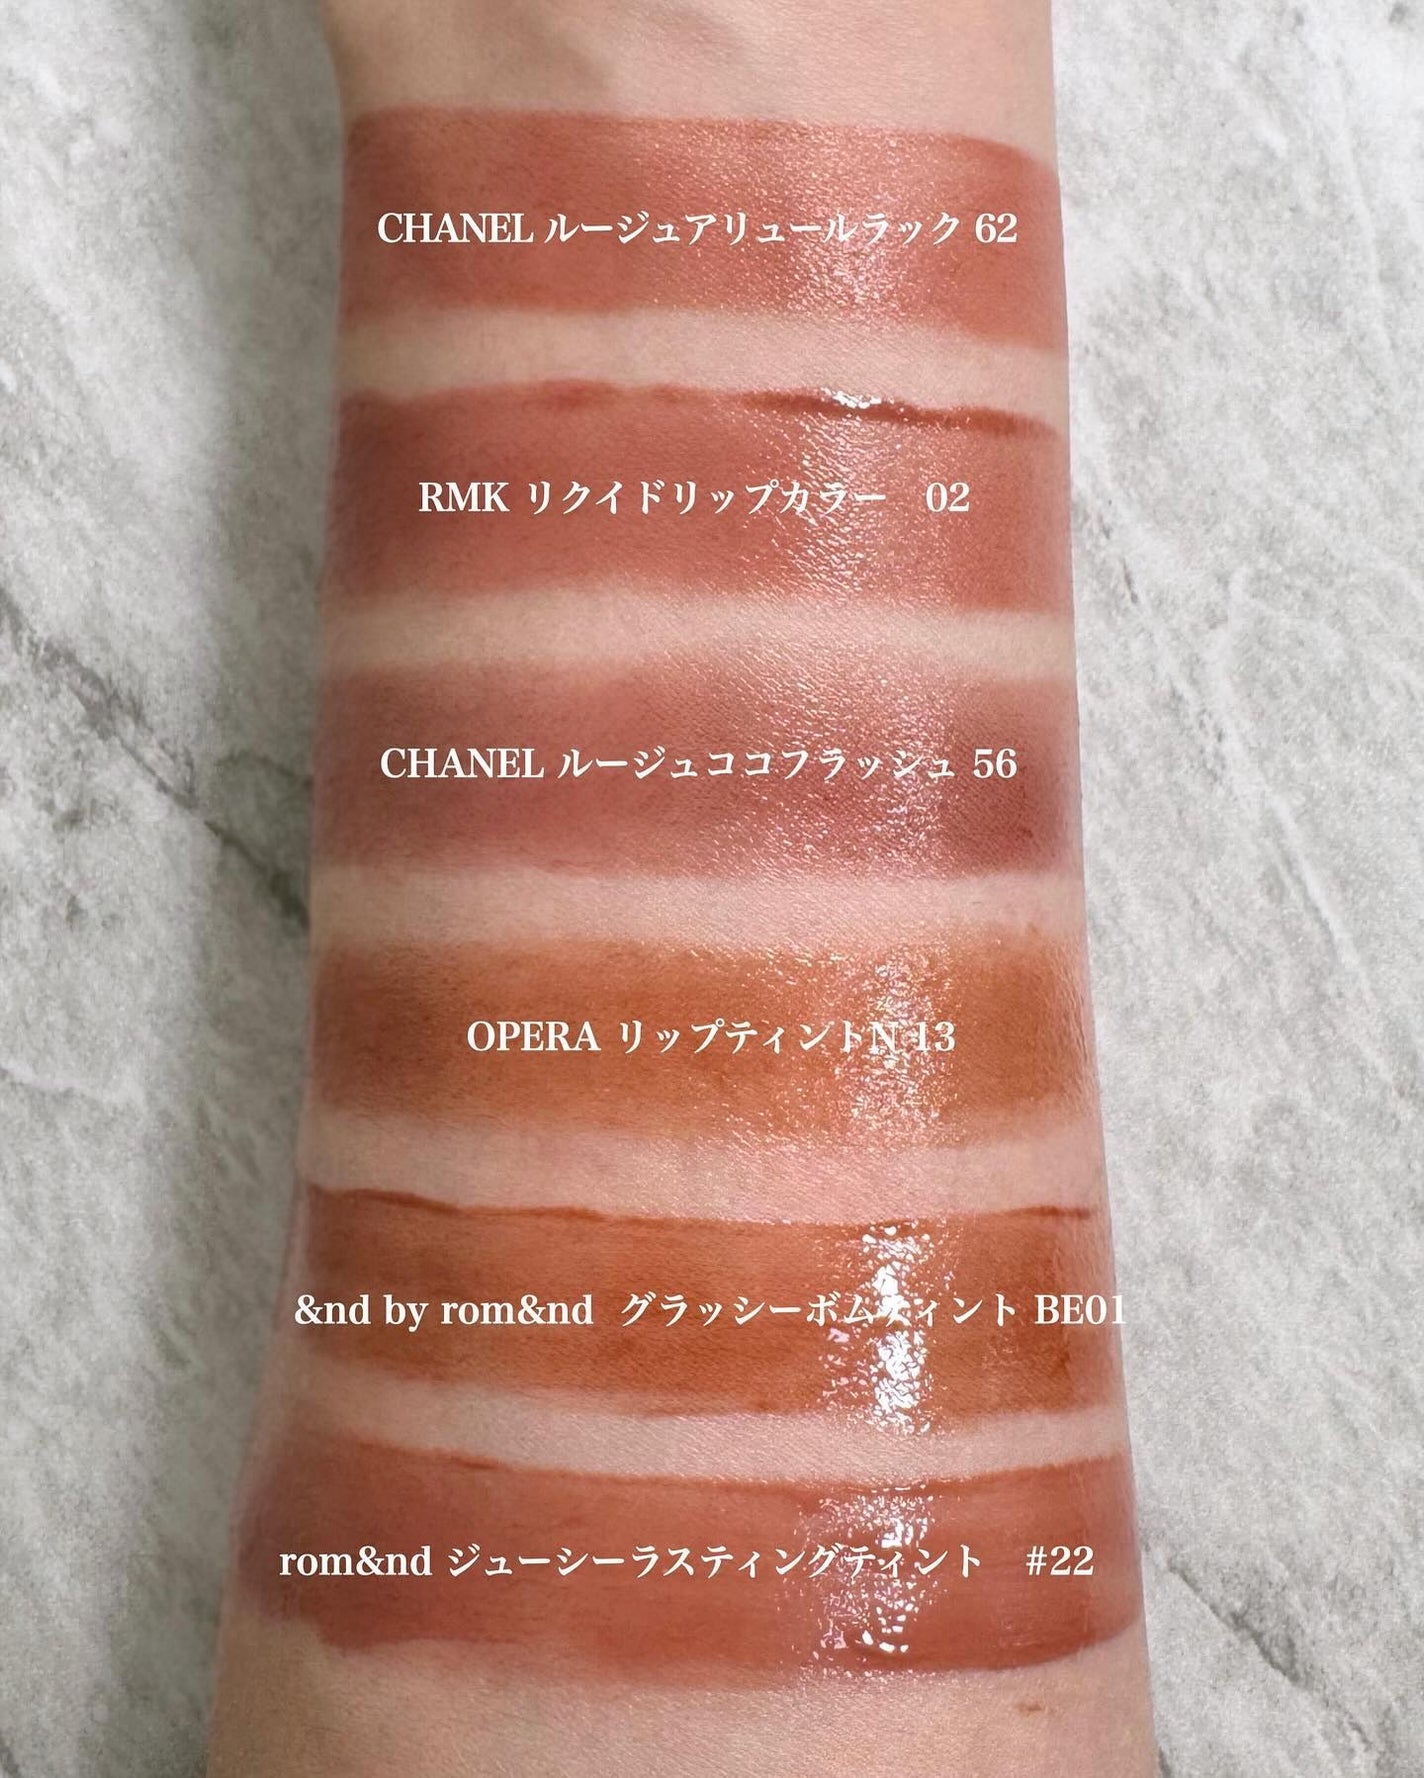 CHANEL ルージュアリュールラック 62
RMK リクイドリップカラー　02
CHANEL ルージュココフラッシュ 56
OPERA リップティントN 13
&nd by rom&nd  グラッシーボムティント BE01
rom&nd ジューシーラスティングティント　#22